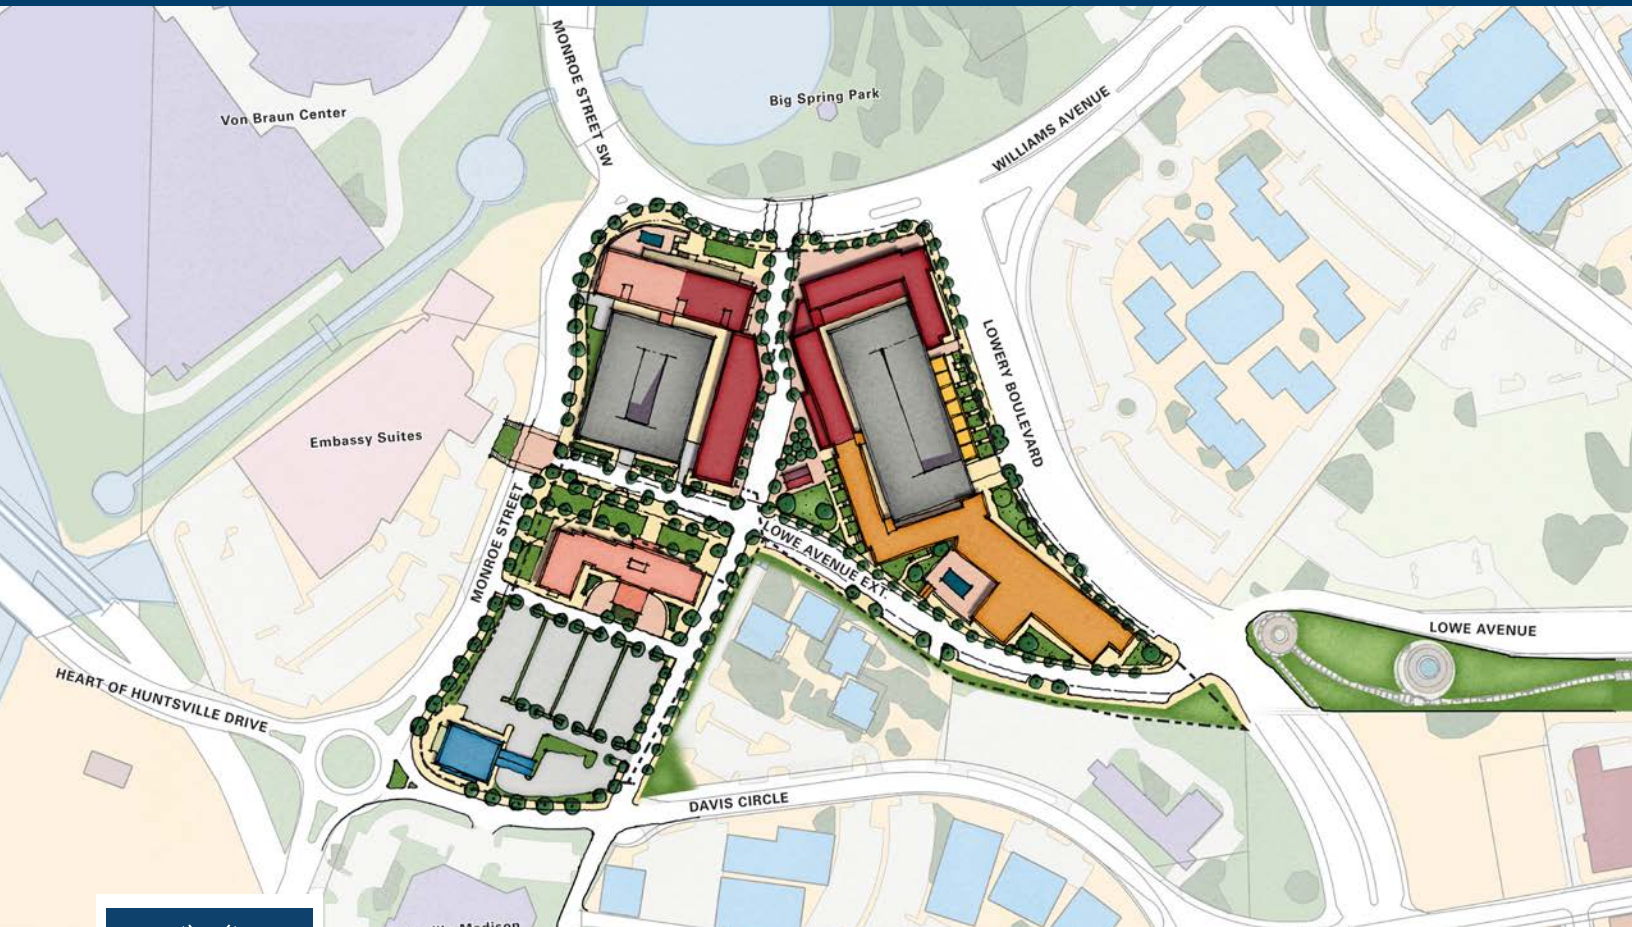 MONROE STREET SW
Big Spring Park
Von Braun Center
WILLIAMS AVENUE
LOWERY BOULEVARD
Embassy Suites
MONROE STREET
LOWE AVENUE EXT.
LOWE AVENUE
HEART OF HUNTSVILLE DRIVE
DAVIS CIRCLE
Madison